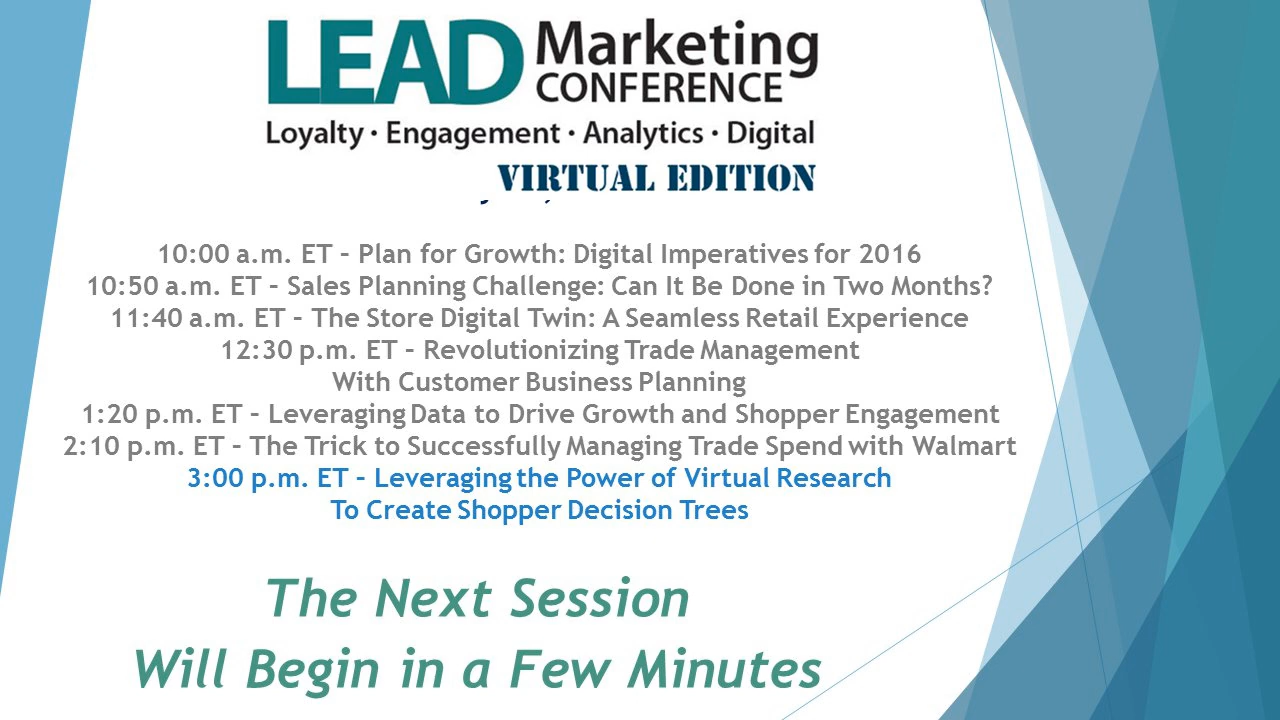 LEAD Marketing
CONFERENCE
Loyalty · Engagement · Analytics · Digital
VIRTUAL EDITION
10:00 a.m. ET – Plan for Growth: Digital Imperatives for 2016
10:50 a.m. ET – Sales Planning Challenge: Can It Be Done in Two Months?
11:40 a.m. ET – The Store Digital Twin: A Seamless Retail Experience
12:30 p.m. ET – Revolutionizing Trade Management
With Customer Business Planning
1:20 p.m. ET – Leveraging Data to Drive Growth and Shopper Engagement
2:10 p.m. ET – The Trick to Successfully Managing Trade Spend with Walmart
3:00 p.m. ET – Leveraging the Power of Virtual Research
To Create Shopper Decision Trees
The Next Session
Will Begin in a Few Minutes